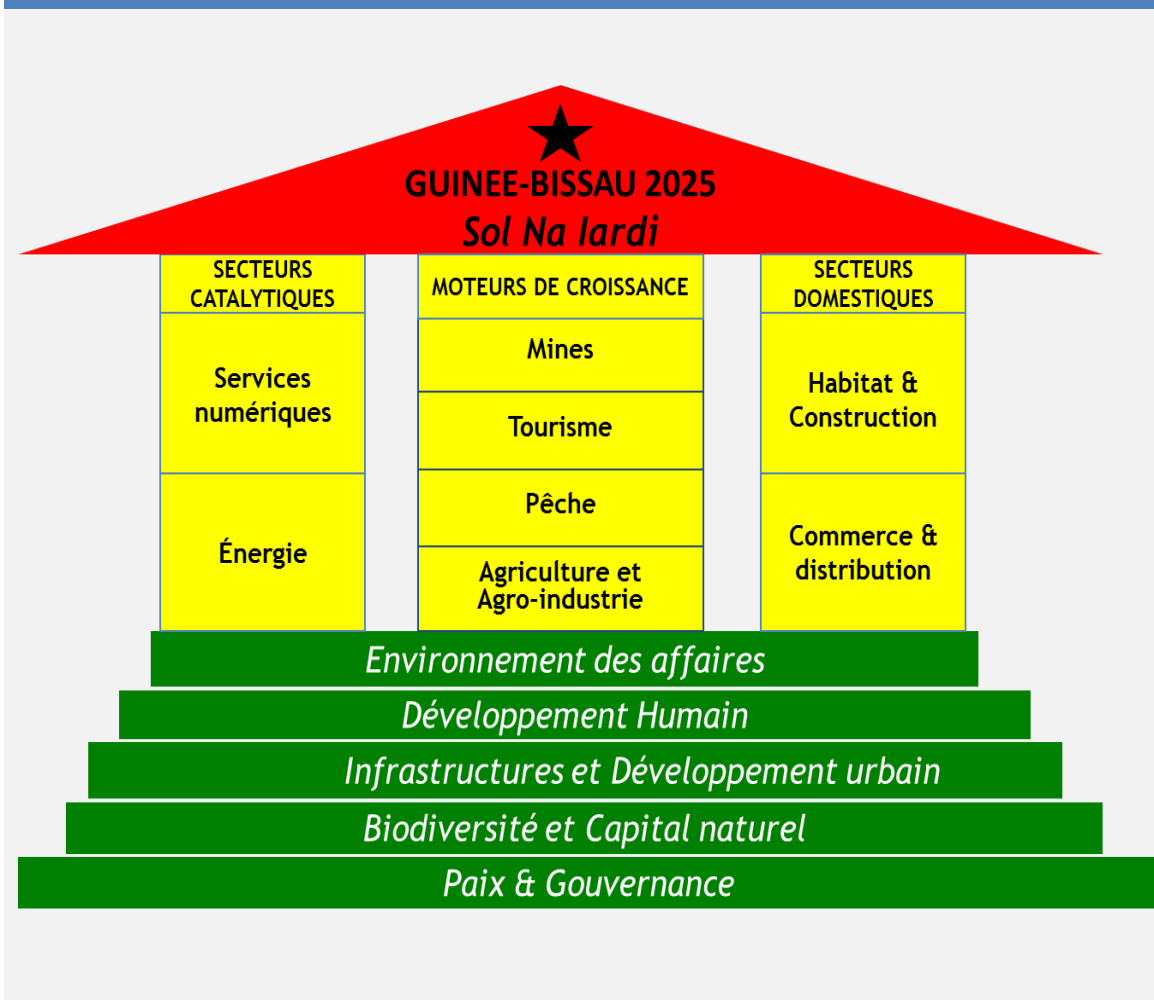 GUINEE-BISSAU 2025
Sol Na Iardi
SECTEURS
CATALYTIQUES
Services
numériques
Énergie
MOTEURS DE CROISSANCE
Mines
Tourisme
Pêche
Agriculture et
Agro-industrie
SECTEURS
DOMESTIQUES
Habitat &
Construction
Commerce &
distribution
Environnement des affaires
Développement Humain
Infrastructures et Développement urbain
Biodiversité et Capital naturel
Paix & Gouvernance